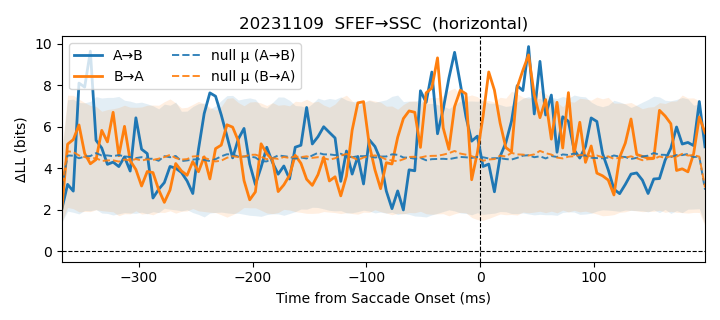 20231109  SFEF→SSC  (horizontal)
A→B
B→A
null μ (A→B)
null μ (B→A)
ΔLL (bits)
10
8
6
4
2
0
−300
−200
−100
0
100
Time from Saccade Onset (ms)